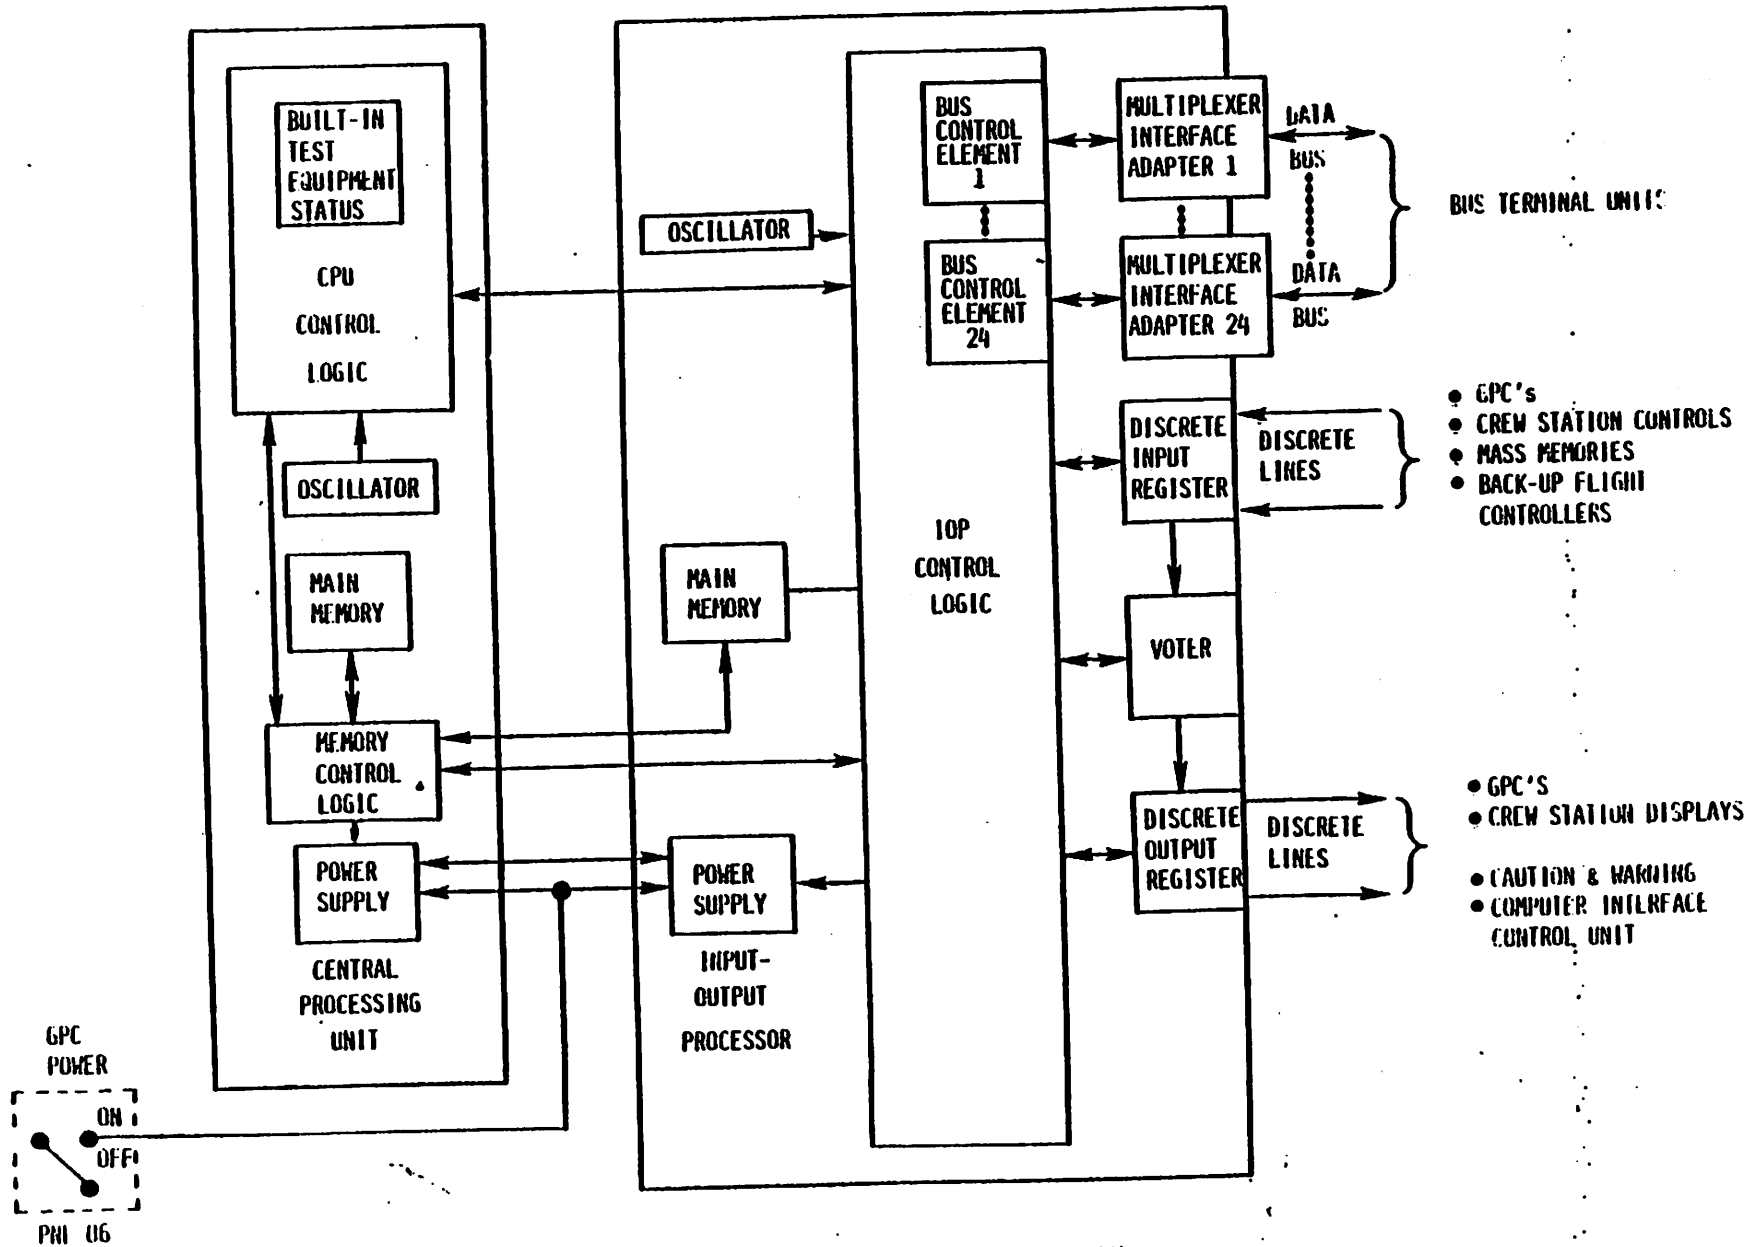 BUILT-IN
TEST
EQUIPMENT
STATUS
CPU
CONTROL
LOGIC
OSCILLATOR
MAIN
MEMORY
MEMORY
CONTROL
LOGIC
POWER
SUPPLY
CENTRAL
PROCESSING
UNIT
GPC
POWER
ON
OFF
PNL O6
OSCILLATOR
MAIN
MEMORY
POWER
SUPPLY
INPUT-
OUTPUT
PROCESSOR
IOP
CONTROL
LOGIC
BUS
CONTROL
ELEMENT
1
BUS
CONTROL
ELEMENT
24
MULTIPLEXER
INTERFACE
ADAPTER 1
MULTIPLEXER
INTERFACE
ADAPTER 24
DATA
BUS
DATA
BUS
BUS TERMINAL UNITS
DISCRETE
INPUT
REGISTER
DISCRETE
LINES
● GPC's
● CREW STATION CONTROLS
● MASS MEMORIES
● BACK-UP FLIGHT
CONTROLLERS
VOTER
DISCRETE
OUTPUT
REGISTER
DISCRETE
LINES
● GPC'S
● CREW STATION DISPLAYS
● CAUTION & WARNING
● COMPUTER INTERFACE
CONTROL UNIT